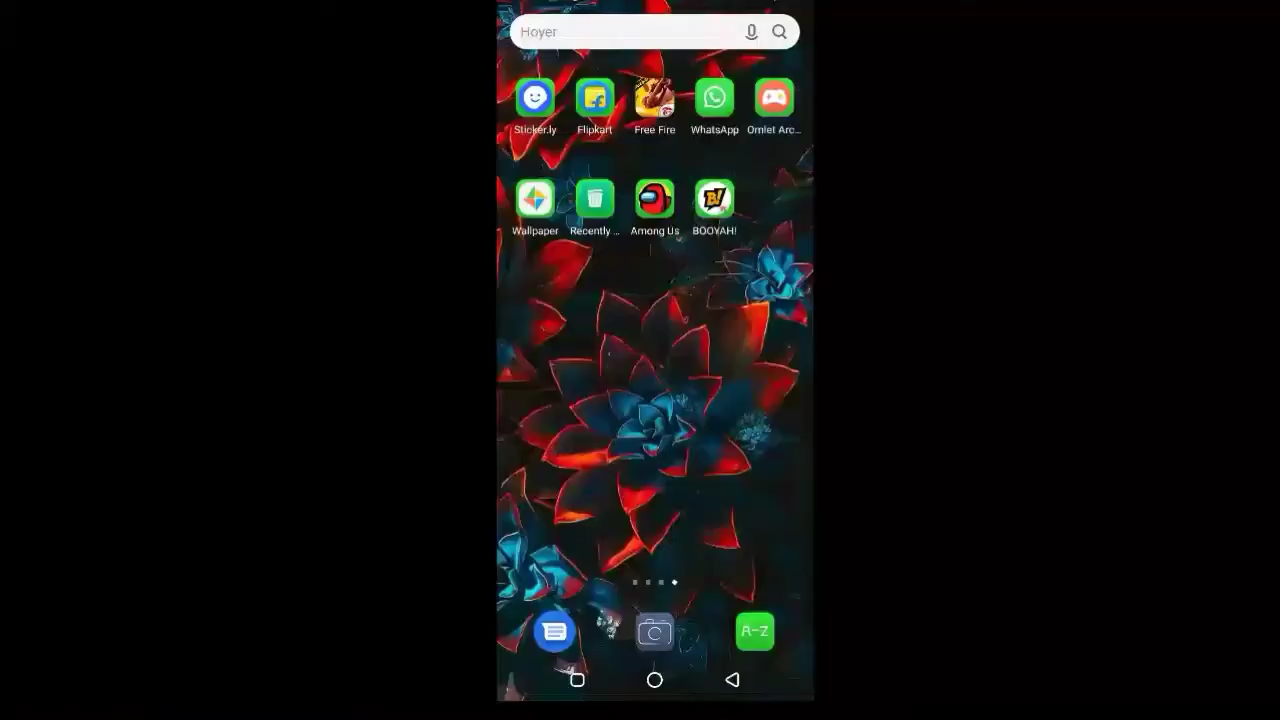 Hoyer
Sticker.ly Flipkart Free Fire WhatsApp Omlet Arc...
Wallpaper Recently ... Among Us BOOYAH!
A-Z